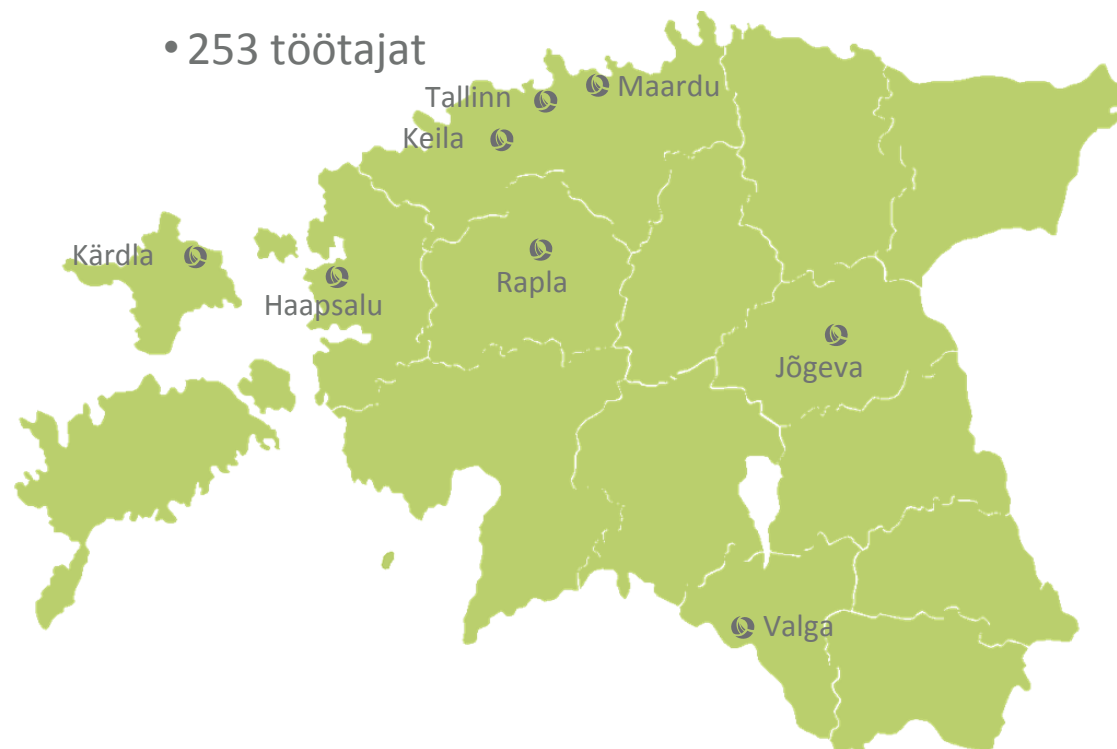 • 253 töötajat
Tallinn
Maardu
Keila
Kärdla
Haapsalu
Rapla
Jõgeva
Valga